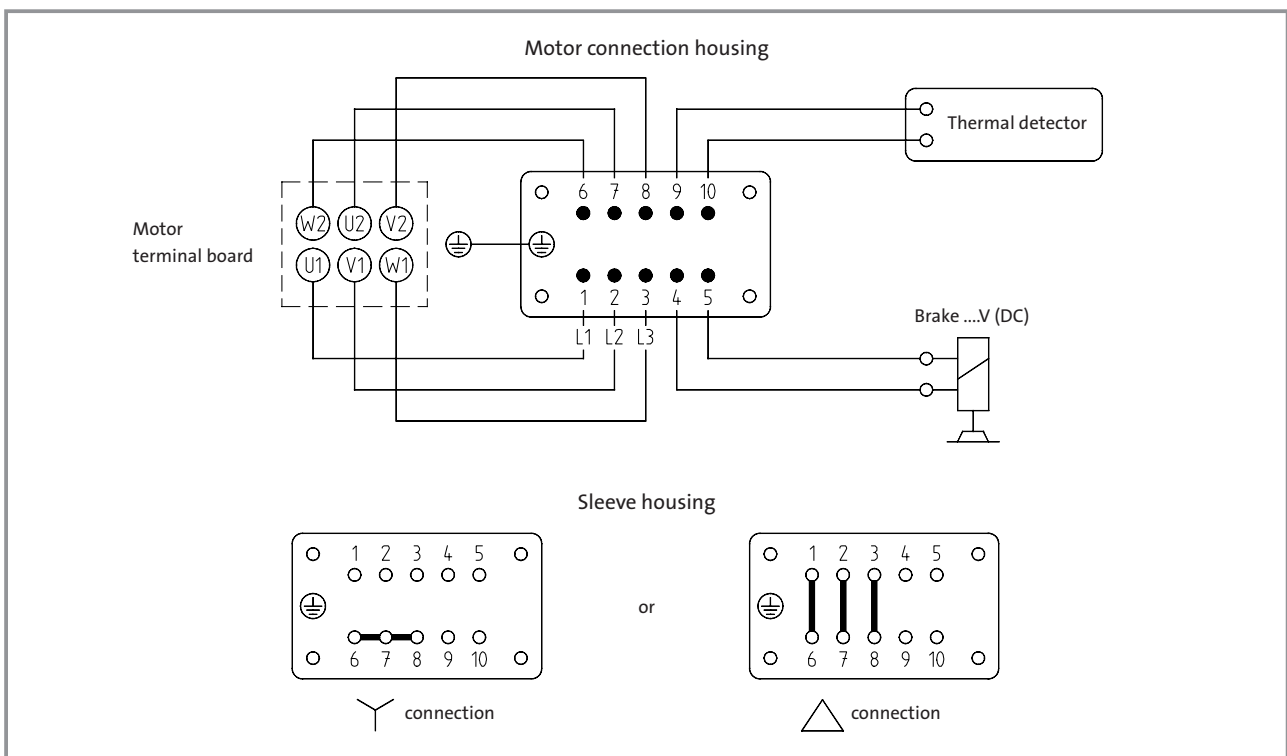 Motor connection housing
Thermal detector
6 7 8 9 10
W2 U2 V2
Motor
terminal board
U1 V1 W1
1 2 3 4 5
L1 L2 L3
Brake ....V (DC)
Sleeve housing
1 2 3 4 5
6 7 8 9 10
connection
or
1 2 3 4 5
6 7 8 9 10
connection